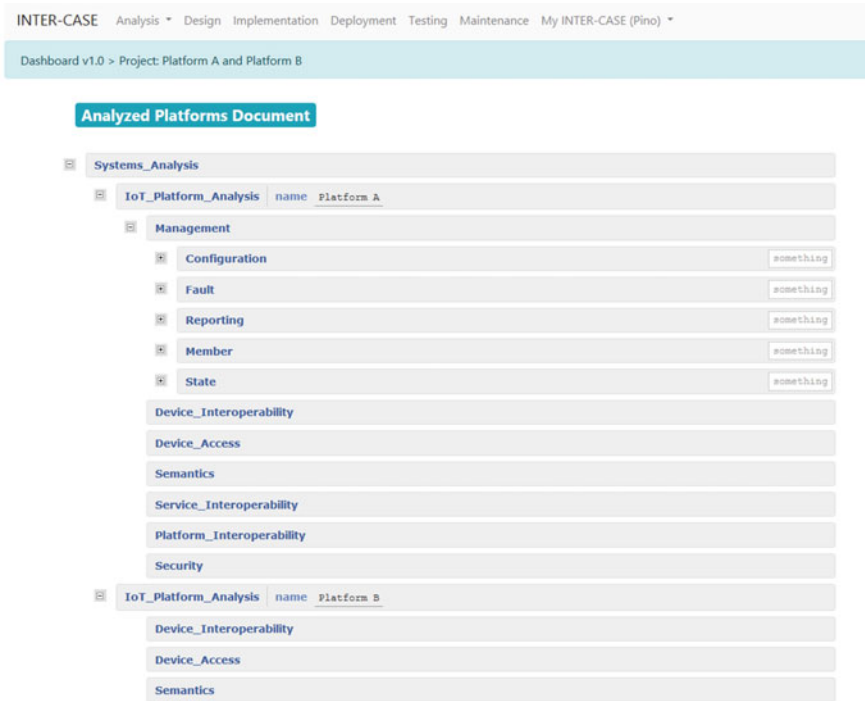 INTER-CASE Analysis Design Implementation Deployment Testing Maintenance My INTER-CASE (Pino)
Dashboard v1.0 > Project: Platform A and Platform B
Analyzed Platforms Document
Systems_Analysis
IoT_Platform_Analysis name Platform A
Management
Configuration something
Fault something
Reporting something
Member something
State something
Device_Interoperability
Device_Access
Semantics
Service_Interoperability
Platform_Interoperability
Security
IoT_Platform_Analysis name Platform B
Device_Interoperability
Device_Access
Semantics